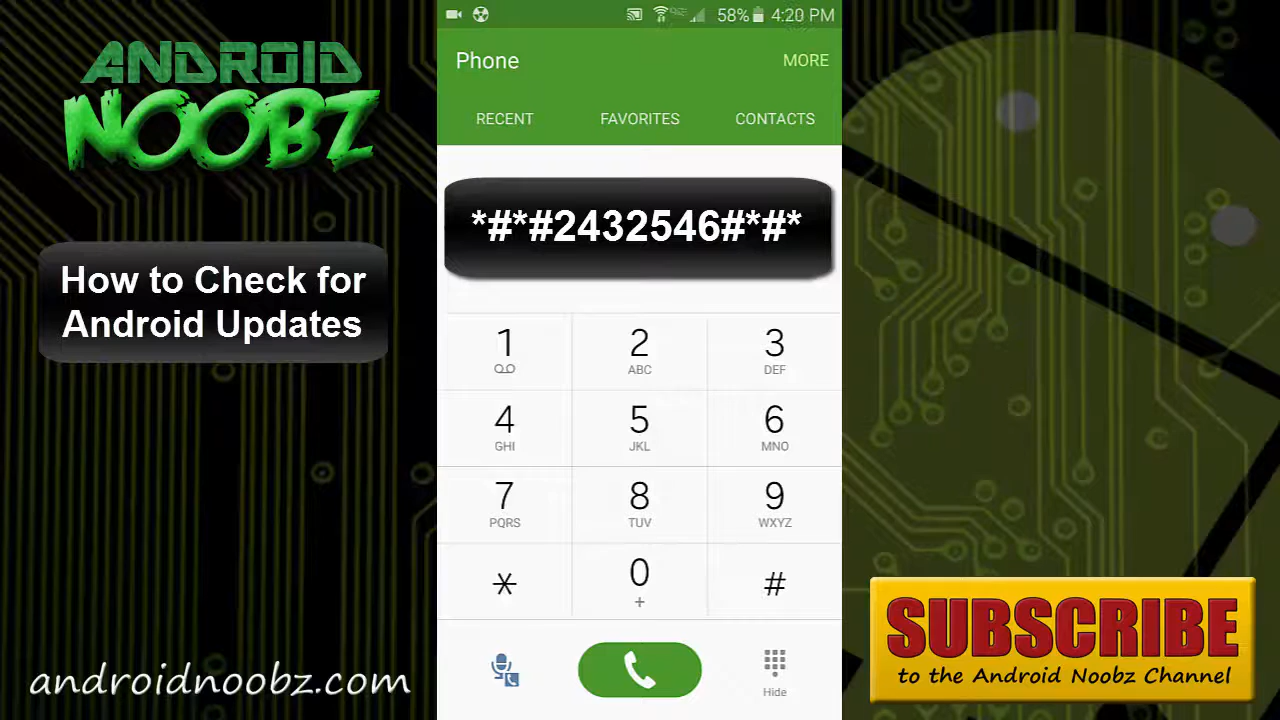 ANDROID
NOOBZ
How to Check for
Android Updates
androidnoobz.com
58% 4:20 PM
Phone
MORE
RECENT
FAVORITES
CONTACTS
*#*#2432546#*#*
1
2
ABC
3
DEF
4
GHI
5
JKL
6
MNO
7
PQRS
8
TUV
9
WXYZ
*
0
+
#
Hide
SUBSCRIBE
to the Android Noobz Channel